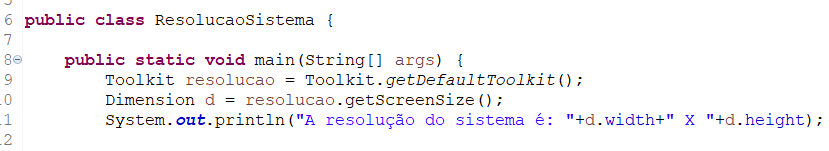 6 public class ResolucaoSistema {
7
8 public static void main(String[] args) {
9 Toolkit resolucao = Toolkit.getDefaultToolkit();
0 Dimension d = resolucao.getScreenSize();
1 System.out.println("A resolução do sistema é: "+d.width+" X "+d.height);
2